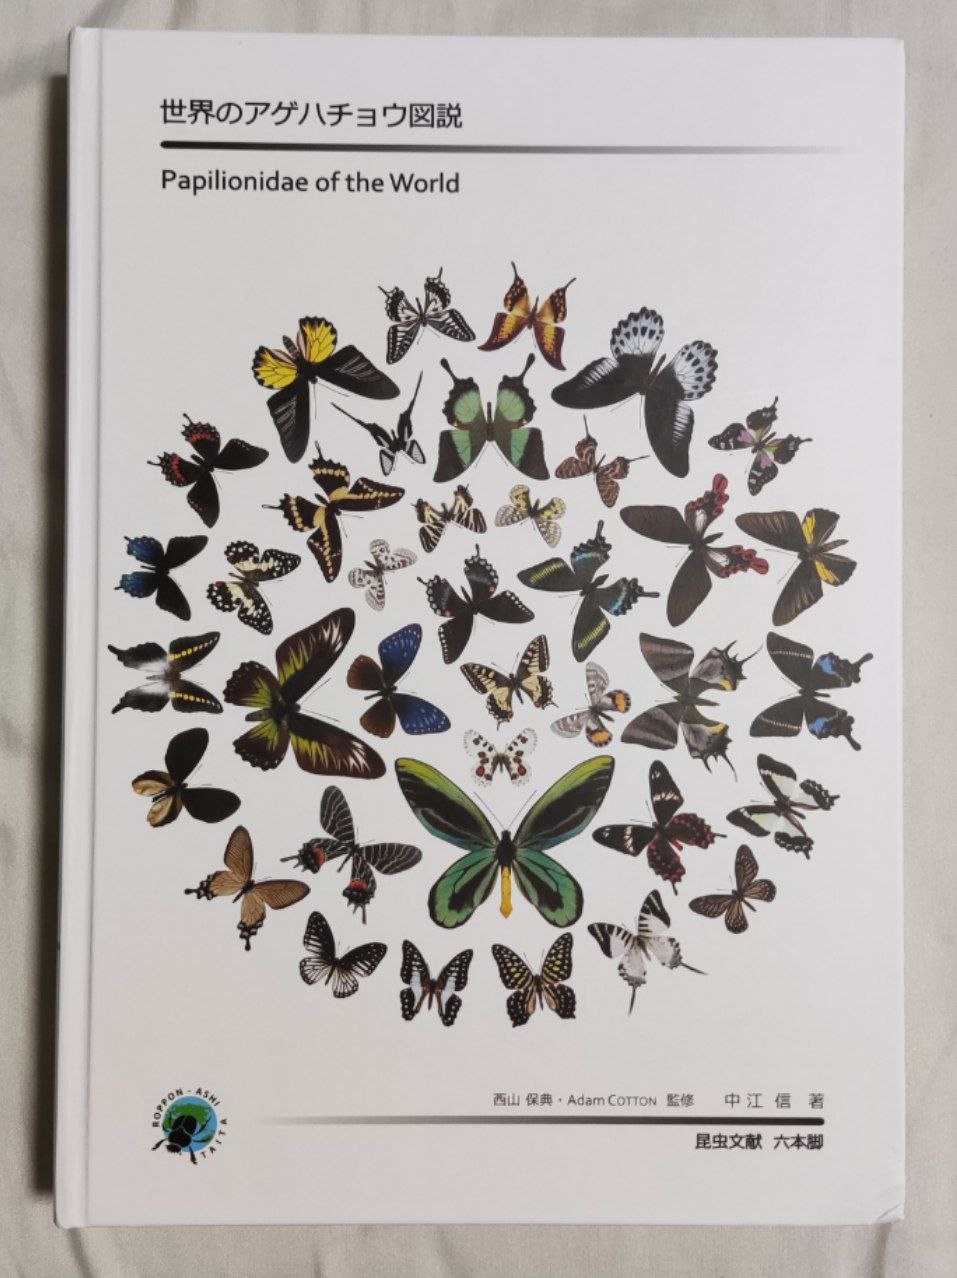 世界のアゲハチョウ図説
Papilionidae of the World
西山 保典・Adam COTTON 監修 中江 信 著
昆虫文献 六本脚
ROPPON-ASHI
TAITA